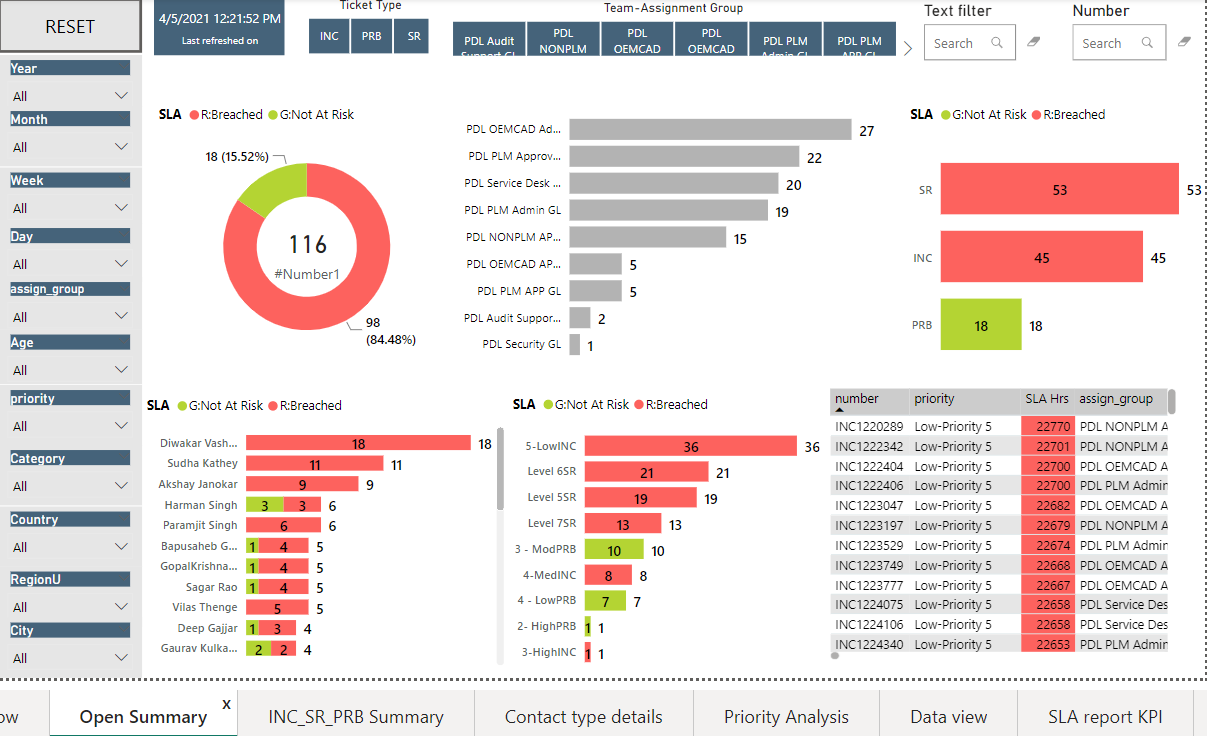 RESET
4/5/2021 12:21:52 PM
Last refreshed on
Ticket Type
INC PRB SR
Team-Assignment Group
PDL Audit Support GL
PDL NONPLM
PDL OEMCAD
PDL OEMCAD
PDL PLM Admin GL
PDL PLM APP GL
Text filter
Search
Number
Search
Year
All
Month
All
Week
All
Day
All
assign_group
All
Age
All
priority
All
Category
All
Country
All
RegionU
All
City
All
SLA R:Breached G:Not At Risk
18 (15.52%)
116
#Number1
98
(84.48%)
PDL OEMCAD Ad... 27
PDL PLM Approv... 22
PDL Service Desk ... 20
PDL PLM Admin GL 19
PDL NONPLM AP... 15
PDL OEMCAD AP... 5
PDL PLM APP GL 5
PDL Audit Suppor... 2
PDL Security GL 1
SLA G:Not At Risk R:Breached
SR 53 53
INC 45 45
PRB 18 18
SLA G:Not At Risk R:Breached
Diwakar Vash... 18 18
Sudha Kathey 11 11
Akshay Janokar 9 9
Harman Singh 3 3 6
Paramjit Singh 6 6
Bapusaheb G... 1 4 5
GopalKrishna... 1 4 5
Sagar Rao 1 4 5
Vilas Thenge 5 5
Deep Gajjar 1 3 4
Gaurav Kulka... 2 2 4
SLA G:Not At Risk R:Breached
5-LowINC 36 36
Level 6SR 21 21
Level 5SR 19 19
Level 7SR 13 13
3 - ModPRB 10 10
4-MedINC 8 8
4 - LowPRB 7 7
2- HighPRB 1 1
3-HighINC 1 1
number priority SLA Hrs assign_group
INC1220289 Low-Priority 5 22770 PDL NONPLM A
INC1222342 Low-Priority 5 22701 PDL NONPLM A
INC1222404 Low-Priority 5 22700 PDL OEMCAD A
INC1222406 Low-Priority 5 22700 PDL PLM Admin
INC1223047 Low-Priority 5 22682 PDL OEMCAD A
INC1223197 Low-Priority 5 22679 PDL NONPLM A
INC1223529 Low-Priority 5 22674 PDL PLM Admin
INC1223749 Low-Priority 5 22668 PDL OEMCAD A
INC1223777 Low-Priority 5 22667 PDL OEMCAD A
INC1224075 Low-Priority 5 22658 PDL Service Des
INC1224106 Low-Priority 5 22658 PDL Service Des
INC1224340 Low-Priority 5 22653 PDL PLM Admin
ow
Open Summary x
INC_SR_PRB Summary
Contact type details
Priority Analysis
Data view
SLA report KPI